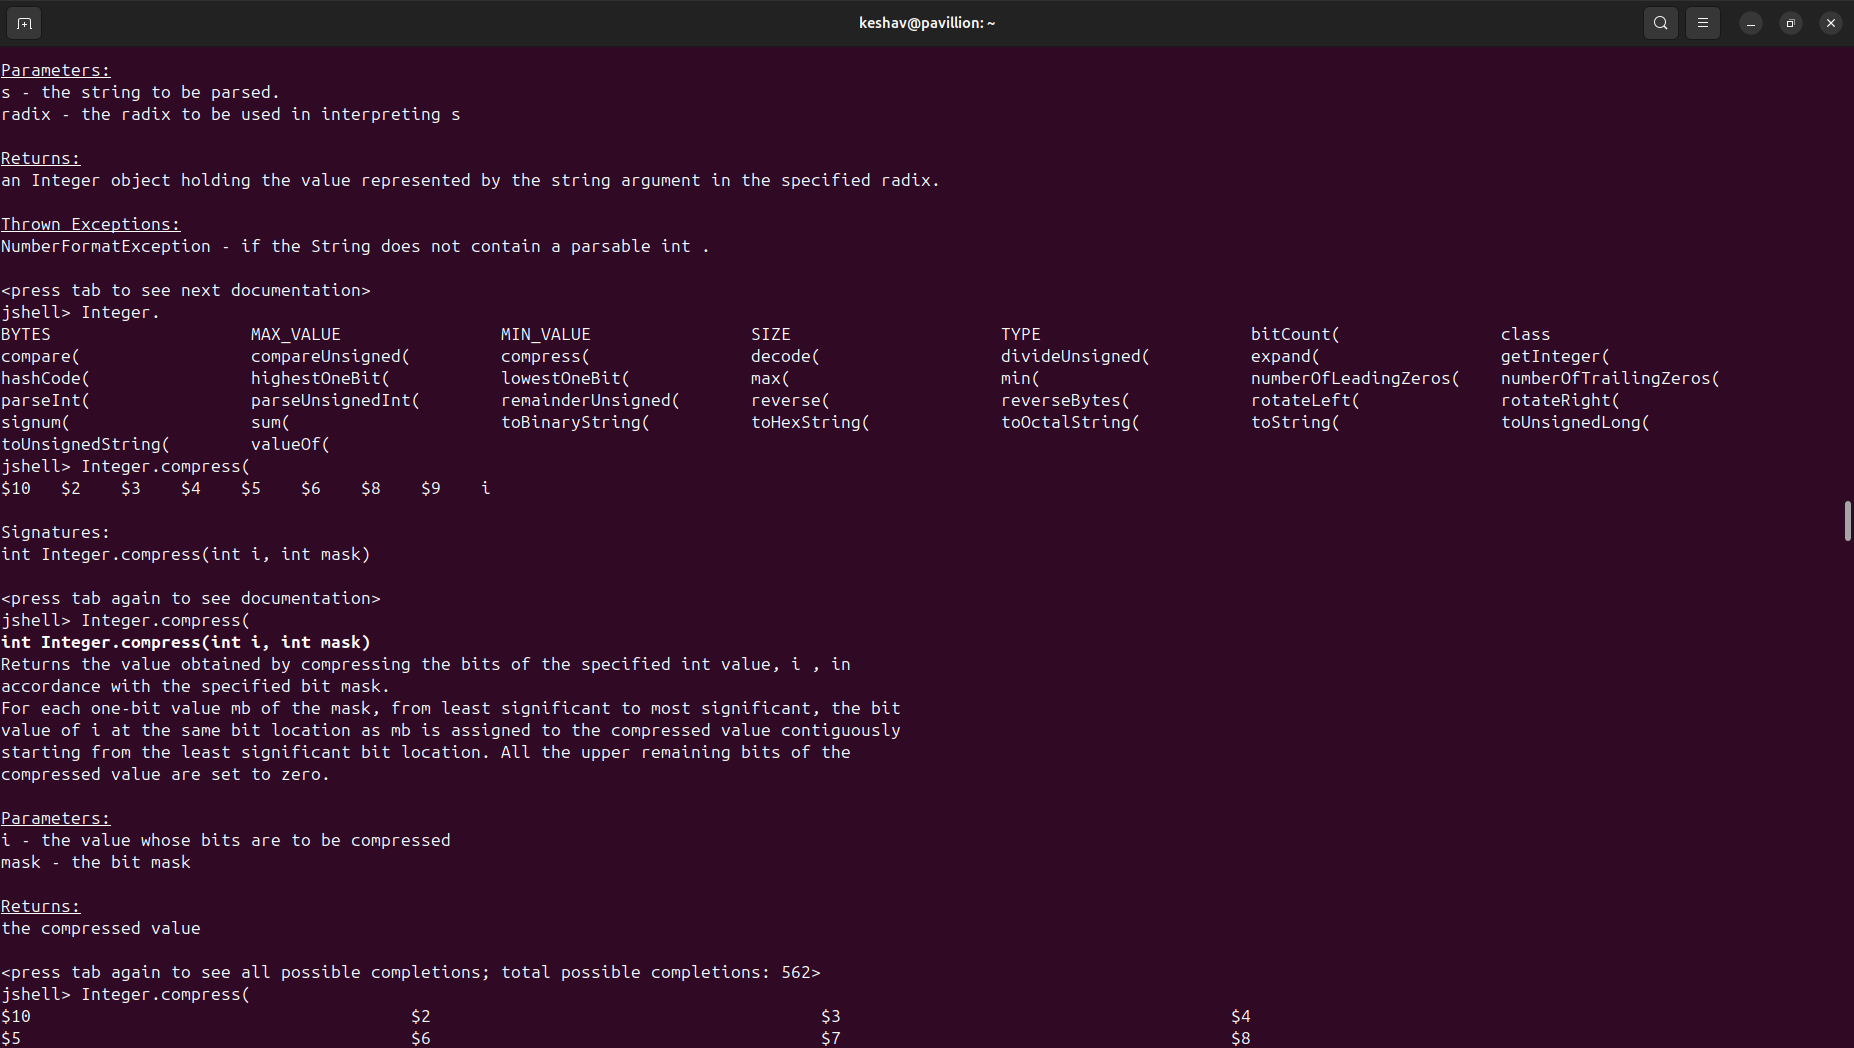 keshav@pavillion: ~
Parameters:
s - the string to be parsed.
radix - the radix to be used in interpreting s
Returns:
an Integer object holding the value represented by the string argument in the specified radix.
Thrown Exceptions:
NumberFormatException - if the String does not contain a parsable int .
<press tab to see next documentation>
jshell> Integer.
BYTES MAX_VALUE MIN_VALUE SIZE TYPE bitCount( class
compare( compareUnsigned( compress( decode( divideUnsigned( expand( getInteger(
hashCode( highestOneBit( lowestOneBit( max( min( numberOfLeadingZeros( numberOfTrailingZeros(
parseInt( parseUnsignedInt( remainderUnsigned( reverse( reverseBytes( rotateLeft( rotateRight(
signum( sum( toBinaryString( toHexString( toOctalString( toString( toUnsignedLong(
toUnsignedString( valueOf(
jshell> Integer.compress(
$10 $2 $3 $4 $5 $6 $8 $9 i
Signatures:
int Integer.compress(int i, int mask)
<press tab again to see documentation>
jshell> Integer.compress(
int Integer.compress(int i, int mask)
Returns the value obtained by compressing the bits of the specified int value, i , in
accordance with the specified bit mask.
For each one-bit value mb of the mask, from least significant to most significant, the bit
value of i at the same bit location as mb is assigned to the compressed value contiguously
starting from the least significant bit location. All the upper remaining bits of the
compressed value are set to zero.
Parameters:
i - the value whose bits are to be compressed
mask - the bit mask
Returns:
the compressed value
<press tab again to see all possible completions; total possible completions: 562>
jshell> Integer.compress(
$10 $2 $3 $4
$5 $6 $7 $8